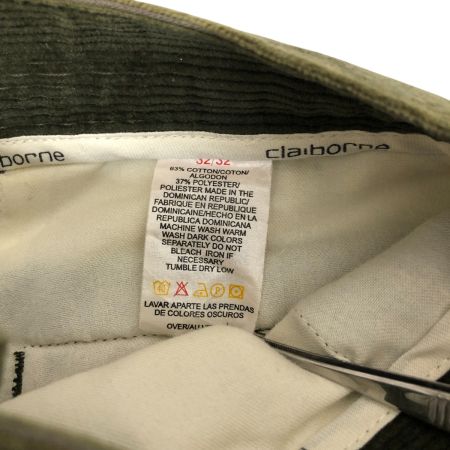 iborne
claiborne
32/32
63% COTTON/COTON/
ALGODON
37% POLYESTER/
POLIESTER MADE IN THE
DOMINICAN REPUBLIC/
FABRIQUE EN REPUBLIQUE
DOMINICAINE/HECHO EN LA
REPUBLICA DOMINICANA
MACHINE WASH WARM
WASH DARK COLORS
SEPARATELY DO NOT
BLEACH IRON IF
NECESSARY
TUMBLE DRY LOW
LAVAR APARTE LAS PRENDAS
DE COLORES OSCUROS